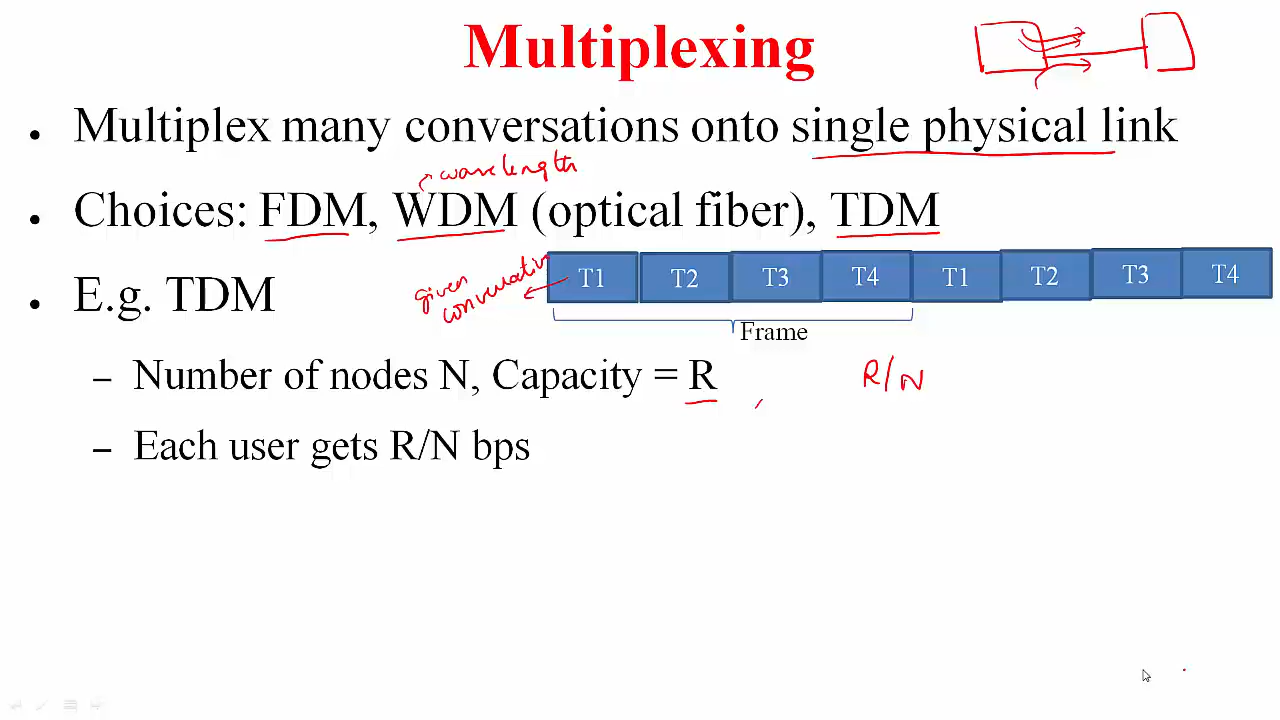 Multiplexing
• Multiplex many conversations onto single physical link
wavelength
• Choices: FDM, WDM (optical fiber), TDM
given conversation
T1 T2 T3 T4 T1 T2 T3 T4
• E.g. TDM
Frame
– Number of nodes N, Capacity = R
R/N
– Each user gets R/N bps